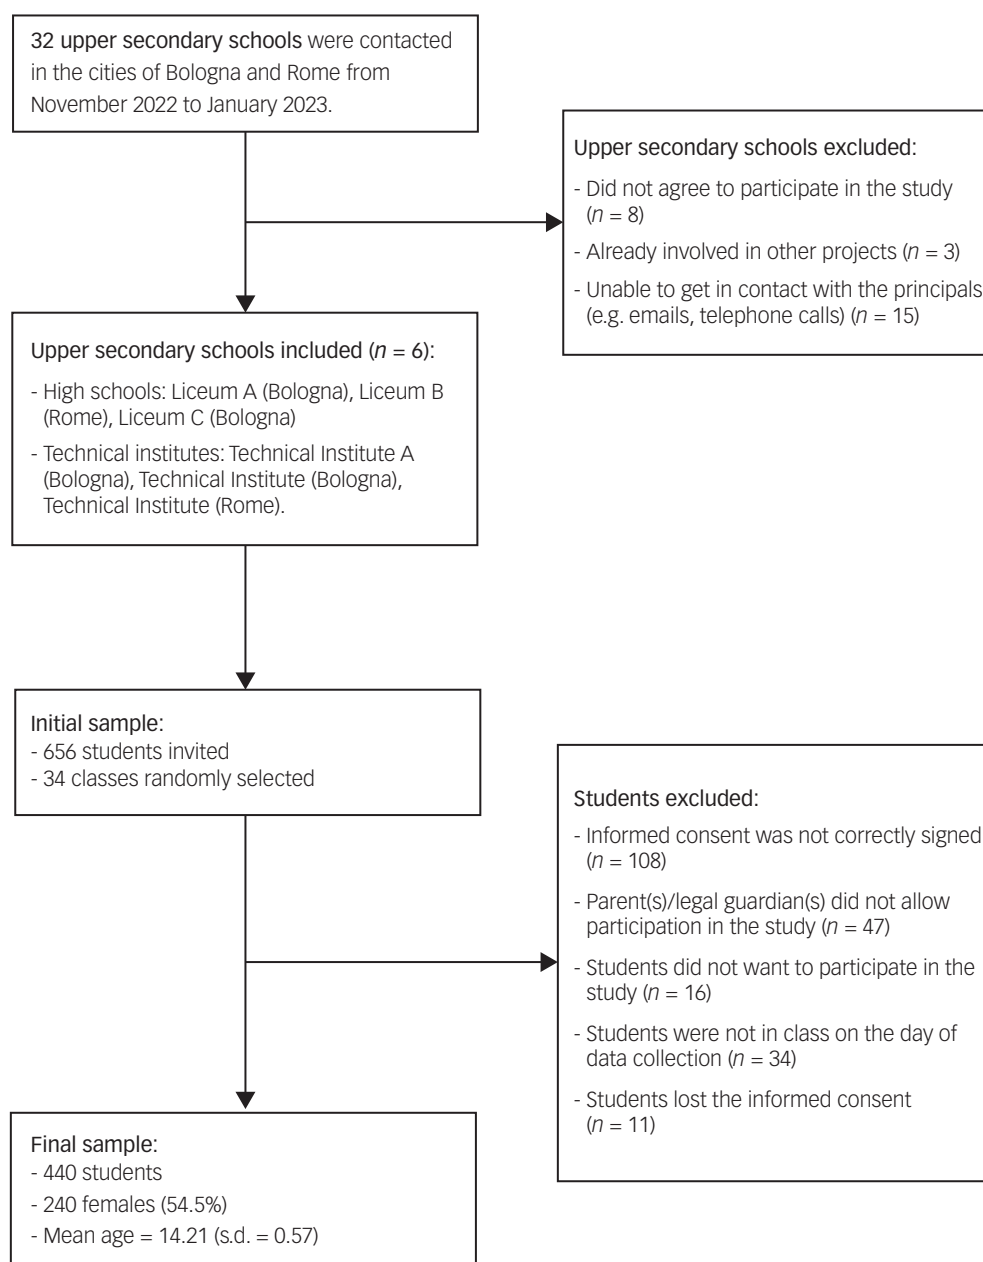 32 upper secondary schools were contacted
in the cities of Bologna and Rome from
November 2022 to January 2023.
Upper secondary schools excluded:
- Did not agree to participate in the study
(n = 8)
- Already involved in other projects (n = 3)
- Unable to get in contact with the principals
(e.g. emails, telephone calls) (n = 15)
Upper secondary schools included (n = 6):
- High schools: Liceum A (Bologna), Liceum B
(Rome), Liceum C (Bologna)
- Technical institutes: Technical Institute A
(Bologna), Technical Institute (Bologna),
Technical Institute (Rome).
Initial sample:
- 656 students invited
- 34 classes randomly selected
Students excluded:
- Informed consent was not correctly signed
(n = 108)
- Parent(s)/legal guardian(s) did not allow
participation in the study (n = 47)
- Students did not want to participate in the
study (n = 16)
- Students were not in class on the day of
data collection (n = 34)
- Students lost the informed consent
(n = 11)
Final sample:
- 440 students
- 240 females (54.5%)
- Mean age = 14.21 (s.d. = 0.57)